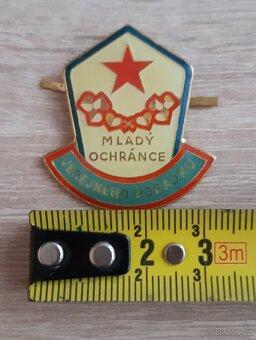 MLADÝ
OCHRÁNCE
VEŘEJNÉHO POŘÁDKU
2 3 3m